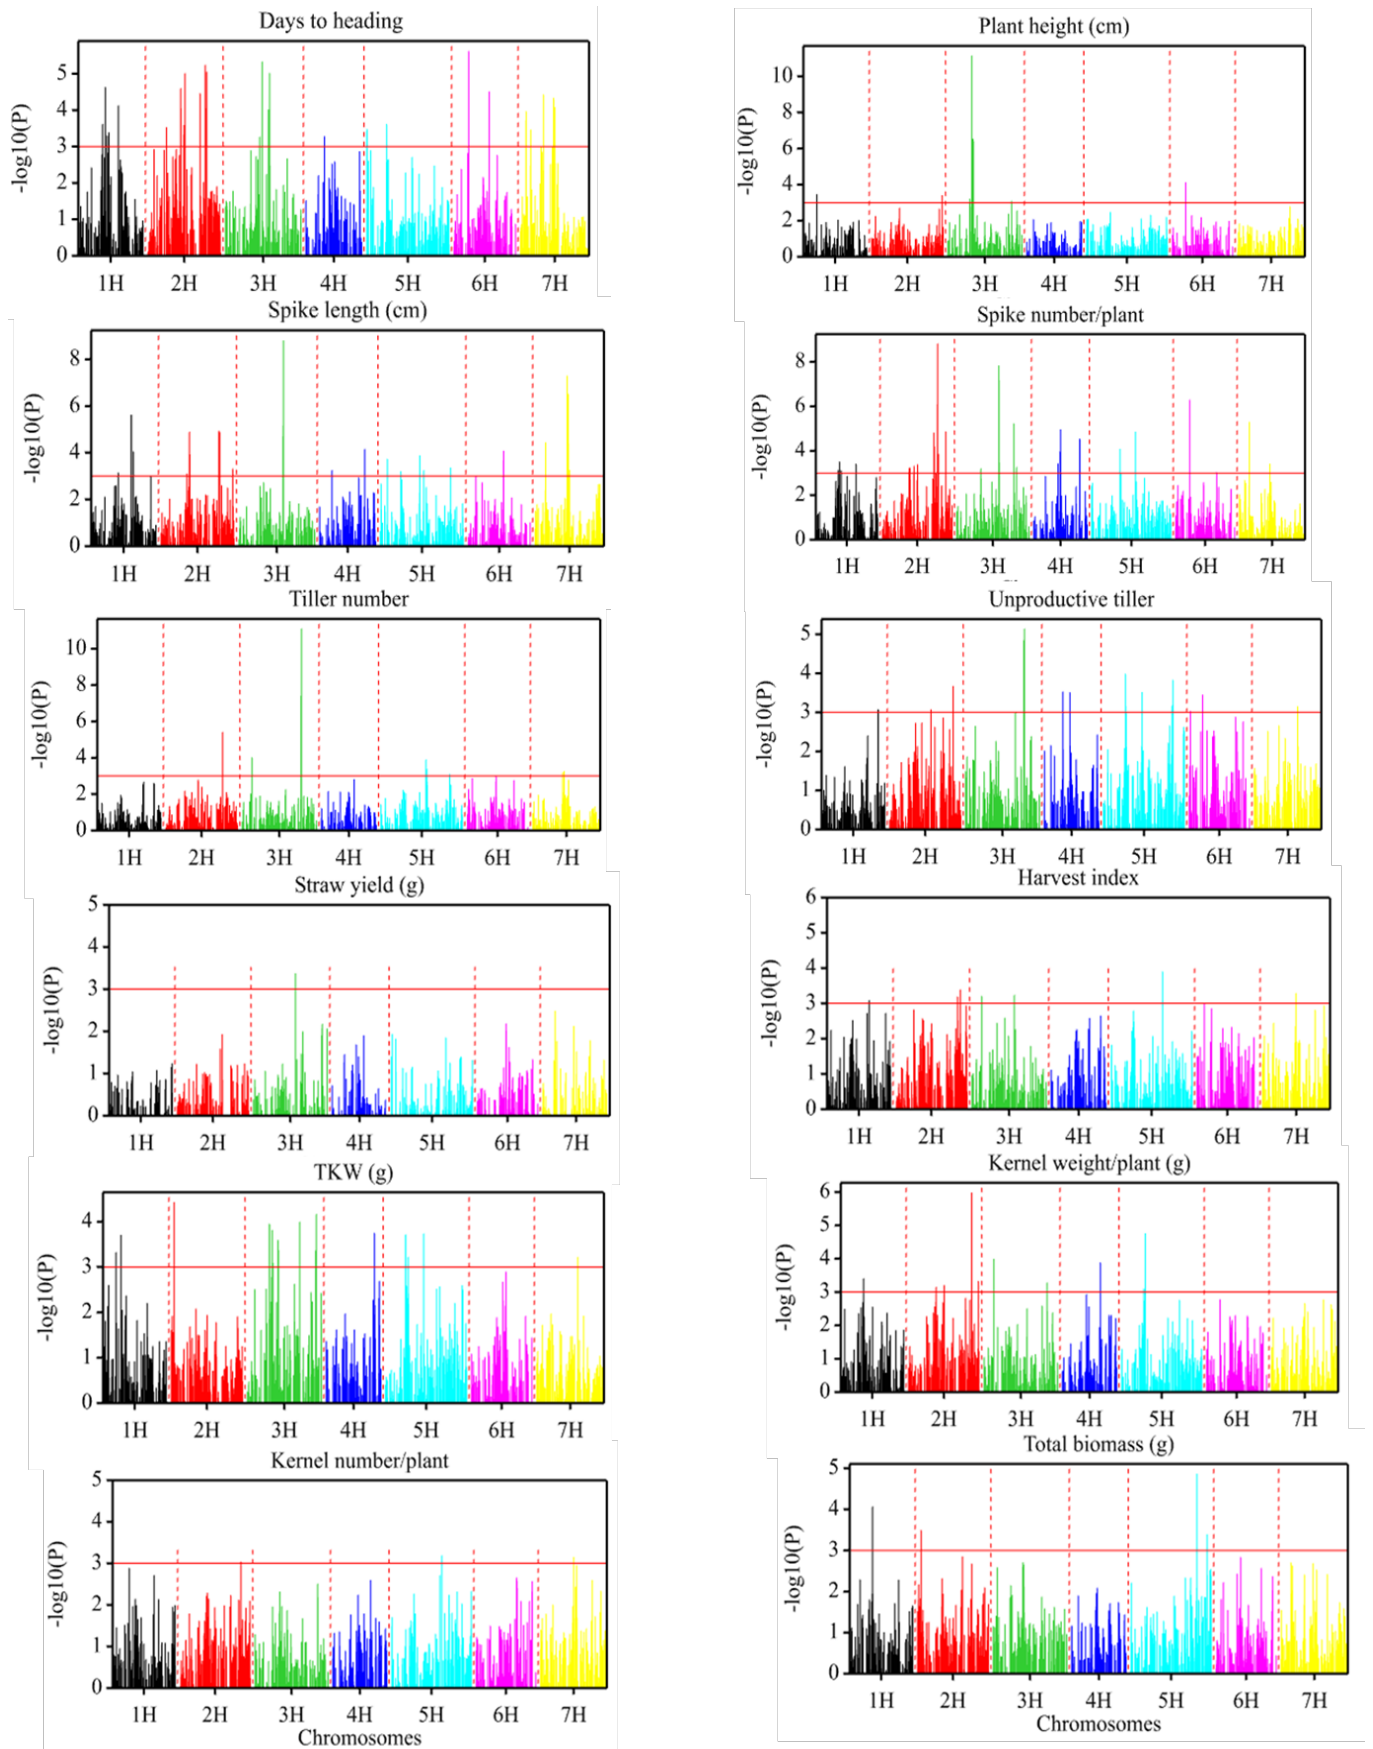 Days to heading
-log10(P)
5
4
3
2
1
0
1H 2H 3H 4H 5H 6H 7H
Plant height (cm)
-log10(P)
10
8
6
4
2
0
1H 2H 3H 4H 5H 6H 7H
Spike length (cm)
-log10(P)
8
6
4
2
0
1H 2H 3H 4H 5H 6H 7H
Spike number/plant
-log10(P)
8
6
4
2
0
1H 2H 3H 4H 5H 6H 7H
Tiller number
-log10(P)
10
8
6
4
2
0
1H 2H 3H 4H 5H 6H 7H
Unproductive tiller
-log10(P)
5
4
3
2
1
0
1H 2H 3H 4H 5H 6H 7H
Straw yield (g)
-log10(P)
5
4
3
2
1
0
1H 2H 3H 4H 5H 6H 7H
Harvest index
-log10(P)
6
5
4
3
2
1
0
1H 2H 3H 4H 5H 6H 7H
TKW (g)
-log10(P)
4
3
2
1
0
1H 2H 3H 4H 5H 6H 7H
Kernel weight/plant (g)
-log10(P)
6
5
4
3
2
1
0
1H 2H 3H 4H 5H 6H 7H
Kernel number/plant
-log10(P)
5
4
3
2
1
0
1H 2H 3H 4H 5H 6H 7H
Chromosomes
Total biomass (g)
-log10(P)
5
4
3
2
1
0
1H 2H 3H 4H 5H 6H 7H
Chromosomes